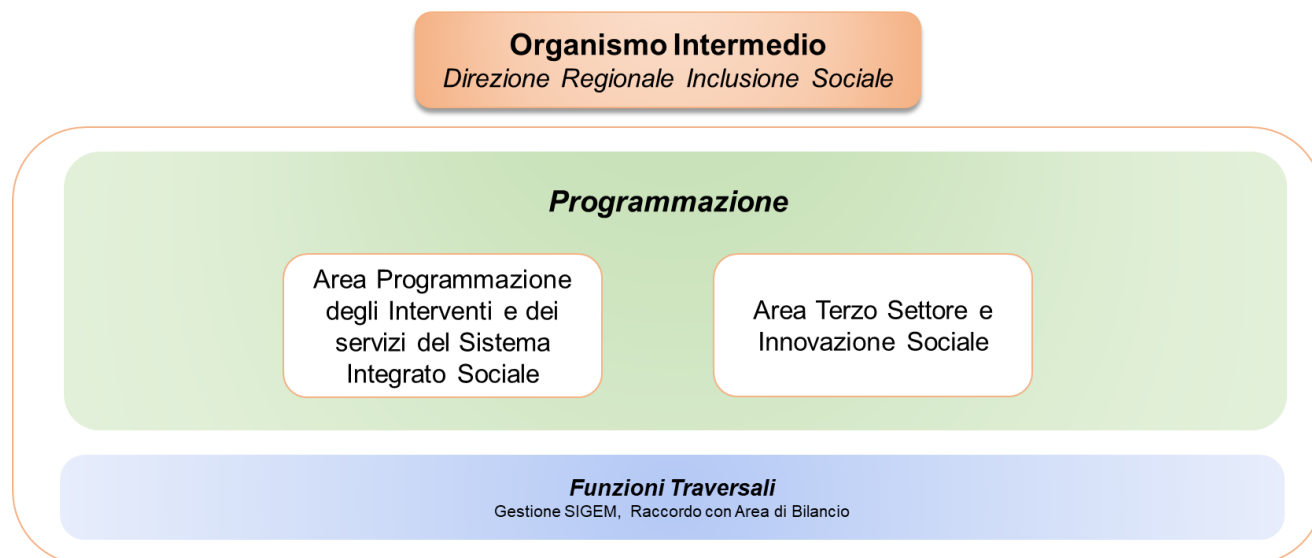 Organismo Intermedio
Direzione Regionale Inclusione Sociale
Programmazione
Area Programmazione
degli Interventi e dei
servizi del Sistema
Integrato Sociale
Area Terzo Settore e
Innovazione Sociale
Funzioni Traversali
Gestione SIGEM, Raccordo con Area di Bilancio